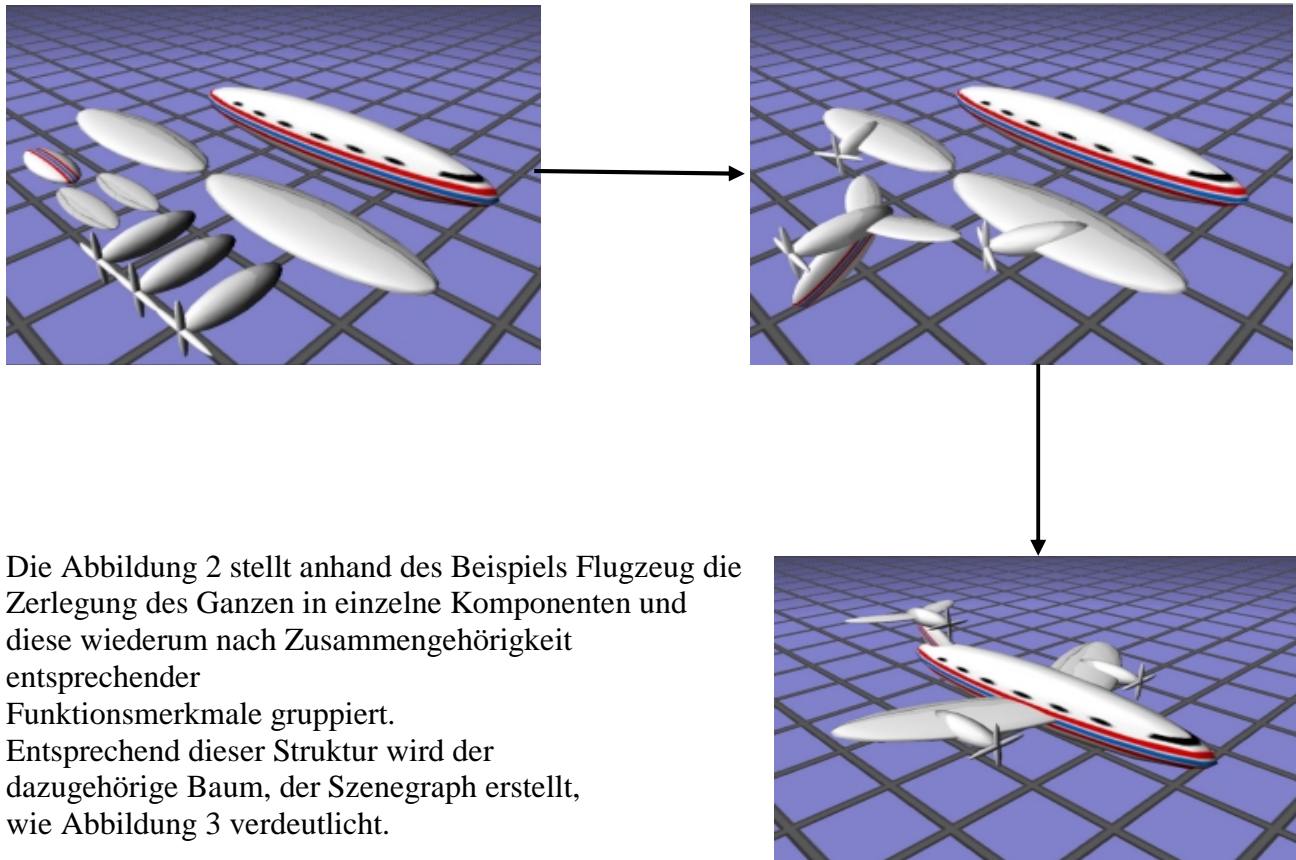 Die Abbildung 2 stellt anhand des Beispiels Flugzeug die
Zerlegung des Ganzen in einzelne Komponenten und
diese wiederum nach Zusammengehörigkeit
entsprechender
Funktionsmerkmale gruppiert.
Entsprechend dieser Struktur wird der
dazugehörige Baum, der Szenegraph erstellt,
wie Abbildung 3 verdeutlicht.